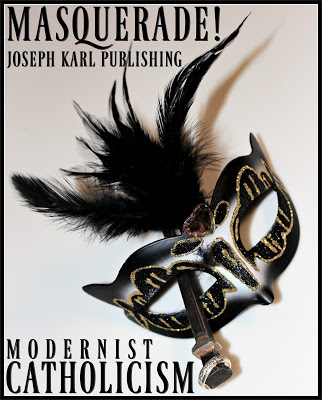 MASQUERADE!
JOSEPH KARL PUBLISHING
MODERNIST
CATHOLICISM